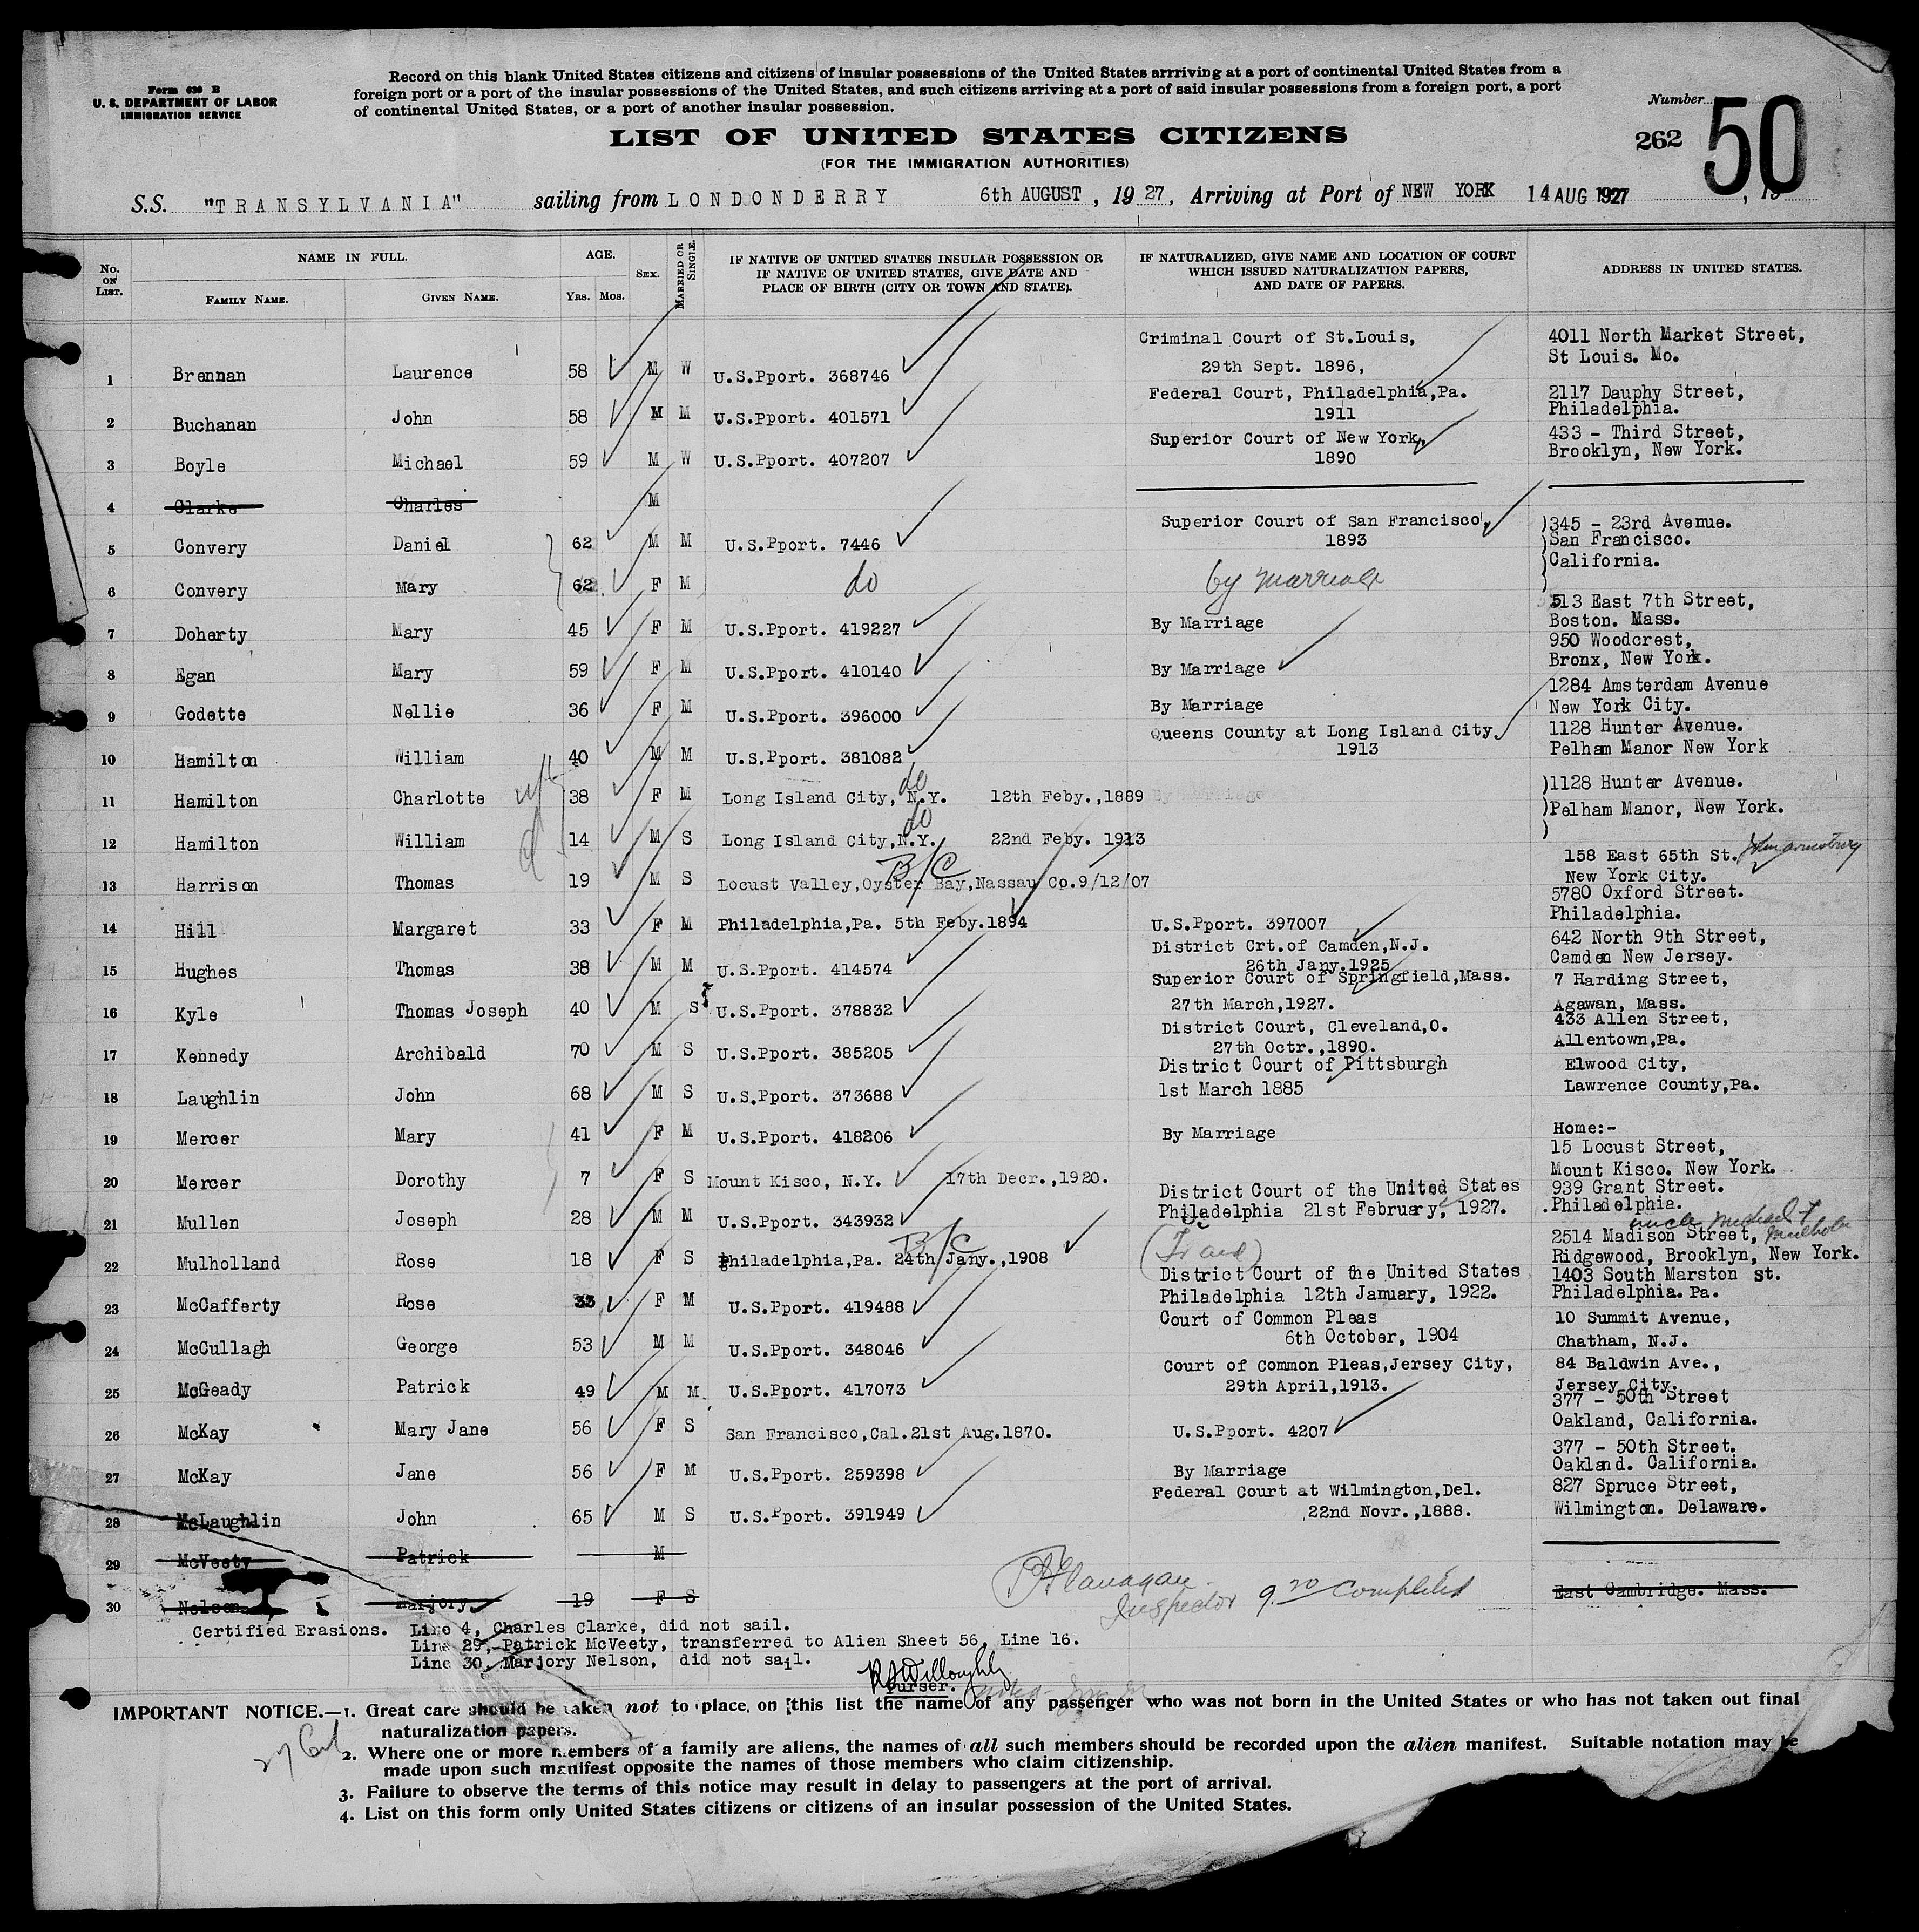 Form 630 B
U. S. DEPARTMENT OF LABOR
IMMIGRATION SERVICE
Record on this blank United States citizens and citizens of insular possessions of the United States arrriving at a port of continental United States from a
foreign port or a port of the insular possessions of the United States, and such citizens arriving at a port of said insular possessions from a foreign port, a port
of continental United States, or a port of another insular possession.
Number
262 50
LIST OF UNITED STATES CITIZENS
(FOR THE IMMIGRATION AUTHORITIES)
S.S. "TRANSYLVANIA" sailing from LONDONDERRY 6th AUGUST, 1927, Arriving at Port of NEW YORK 14 AUG 1927, 19
No. ON LIST. NAME IN FULL. AGE. SEX. MARRIED OR SINGLE. IF NATIVE OF UNITED STATES INSULAR POSSESSION OR IF NATIVE OF UNITED STATES, GIVE DATE AND PLACE OF BIRTH (CITY OR TOWN AND STATE). IF NATURALIZED, GIVE NAME AND LOCATION OF COURT WHICH ISSUED NATURALIZATION PAPERS, AND DATE OF PAPERS. ADDRESS IN UNITED STATES.
FAMILY NAME. GIVEN NAME. YRS. MOS.
1 Brennan Laurence 58 M W U.S.Pport. 368746 Criminal Court of St.Louis, 29th Sept. 1896, 4011 North Market Street, St Louis. Mo.
2 Buchanan John 58 M M U.S.Pport. 401571 Federal Court, Philadelphia,Pa. 1911 2117 Dauphy Street, Philadelphia.
3 Boyle Michael 59 M W U.S.Pport. 407207 Superior Court of New York, 1890 433 - Third Street, Brooklyn, New York.
4 Clarke Charles M
5 Convery Daniel 62 M M U.S.Pport. 7446 Superior Court of San Francisco, 1893 )345 - 23rd Avenue. )San Francisco. )California.
6 Convery Mary 62 F M do by marriage )
7 Doherty Mary 45 F M U.S.Pport. 419227 By Marriage 513 East 7th Street, Boston. Mass.
8 Egan Mary 59 F M U.S.Pport. 410140 By Marriage 950 Woodcrest, Bronx, New York.
9 Godette Nellie 36 F M U.S.Pport. 396000 By Marriage 1284 Amsterdam Avenue New York City.
10 Hamilton William 40 M M U.S.Pport. 381082 Queens County at Long Island City, 1913 1128 Hunter Avenue. Pelham Manor New York
11 Hamilton Charlotte wf 38 F M Long Island City, N.Y. do 12th Feby.,1889 By Marriage )1128 Hunter Avenue. )Pelham Manor, New York.
12 Hamilton William d 14 M S Long Island City,N.Y. do 22nd Feby. 1913 )
13 Harrison Thomas 19 M S B/C Locust Valley,Oyster Bay,Nassau Co.9/12/07 158 East 65th St. New York City.
14 Hill Margaret 33 F M Philadelphia,Pa. 5th Feby.1894 U.S.Pport. 397007 5780 Oxford Street. Philadelphia.
15 Hughes Thomas 38 M M U.S.Pport. 414574 District Crt.of Camden,N.J. 26th Jany.1925 642 North 9th Street, Camden New Jersey.
16 Kyle Thomas Joseph 40 M S U.S.Pport. 378832 Superior Court of Springfield,Mass. 27th March,1927. 7 Harding Street, Agawan, Mass.
17 Kennedy Archibald 70 M S U.S.Pport. 385205 District Court, Cleveland,O. 27th Octr.,1890. 433 Allen Street, Allentown,Pa.
18 Laughlin John 68 M S U.S.Pport. 373688 District Court of Pittsburgh 1st March 1885 Elwood City, Lawrence County,Pa.
19 Mercer Mary 41 F M U.S.Pport. 418206 By Marriage Home:- 15 Locust Street,
20 Mercer Dorothy 7 F S Mount Kisco, N.Y. 17th Decr.,1920. Mount Kisco. New York.
21 Mullen Joseph 28 M M U.S.Pport. 343932 District Court of the United States Philadelphia 21st February, 1927. 939 Grant Street. Philadelphia.
22 Mulholland Rose 18 F S B/C Philadelphia,Pa. 24th Jany.,1908 uncle Michael 2514 Madison Street, Ridgewood, Brooklyn, New York.
23 McCafferty Rose 33 F M U.S.Pport. 419488 District Court of the United States Philadelphia 12th January, 1922. 1403 South Marston st. Philadelphia. Pa.
24 McCullagh George 53 M M U.S.Pport. 348046 Court of Common Pleas 6th October, 1904 10 Summit Avenue, Chatham, N.J.
25 McGeady Patrick 49 M M. U.S.Pport. 417073 Court of Common Pleas,Jersey City, 29th April,1913. 84 Baldwin Ave., Jersey City.
26 McKay Mary Jane 56 F S San Francisco,Cal.21st Aug.1870. U.S.Pport. 4207 377 - 50th Street Oakland, California.
27 McKay Jane 56 F M U.S.Pport. 259398 By Marriage 377 - 50th Street. Oakland. California.
28 McLaughlin John 65 M S U.S.Pport. 391949 Federal Court at Wilmington,Del. 22nd Novr.,1888. 827 Spruce Street, Wilmington. Delaware.
29 McVeety Patrick M
30 Nelson Marjory 19 F S East Cambridge. Mass.
Flanagan
Inspector 9:20 completed
Certified Erasions. Line 4, Charles Clarke, did not sail.
Line 29, Patrick McVeety, transferred to Alien Sheet 56, Line 16.
Line 30, Marjory Nelson, did not sail.
Willoughby
Purser.
IMPORTANT NOTICE.—1. Great care should be taken not to place on this list the name of any passenger who was not born in the United States or who has not taken out final
naturalization papers.
27
2. Where one or more members of a family are aliens, the names of all such members should be recorded upon the alien manifest. Suitable notation may be
made upon such manifest opposite the names of those members who claim citizenship.
3. Failure to observe the terms of this notice may result in delay to passengers at the port of arrival.
4. List on this form only United States citizens or citizens of an insular possession of the United States.